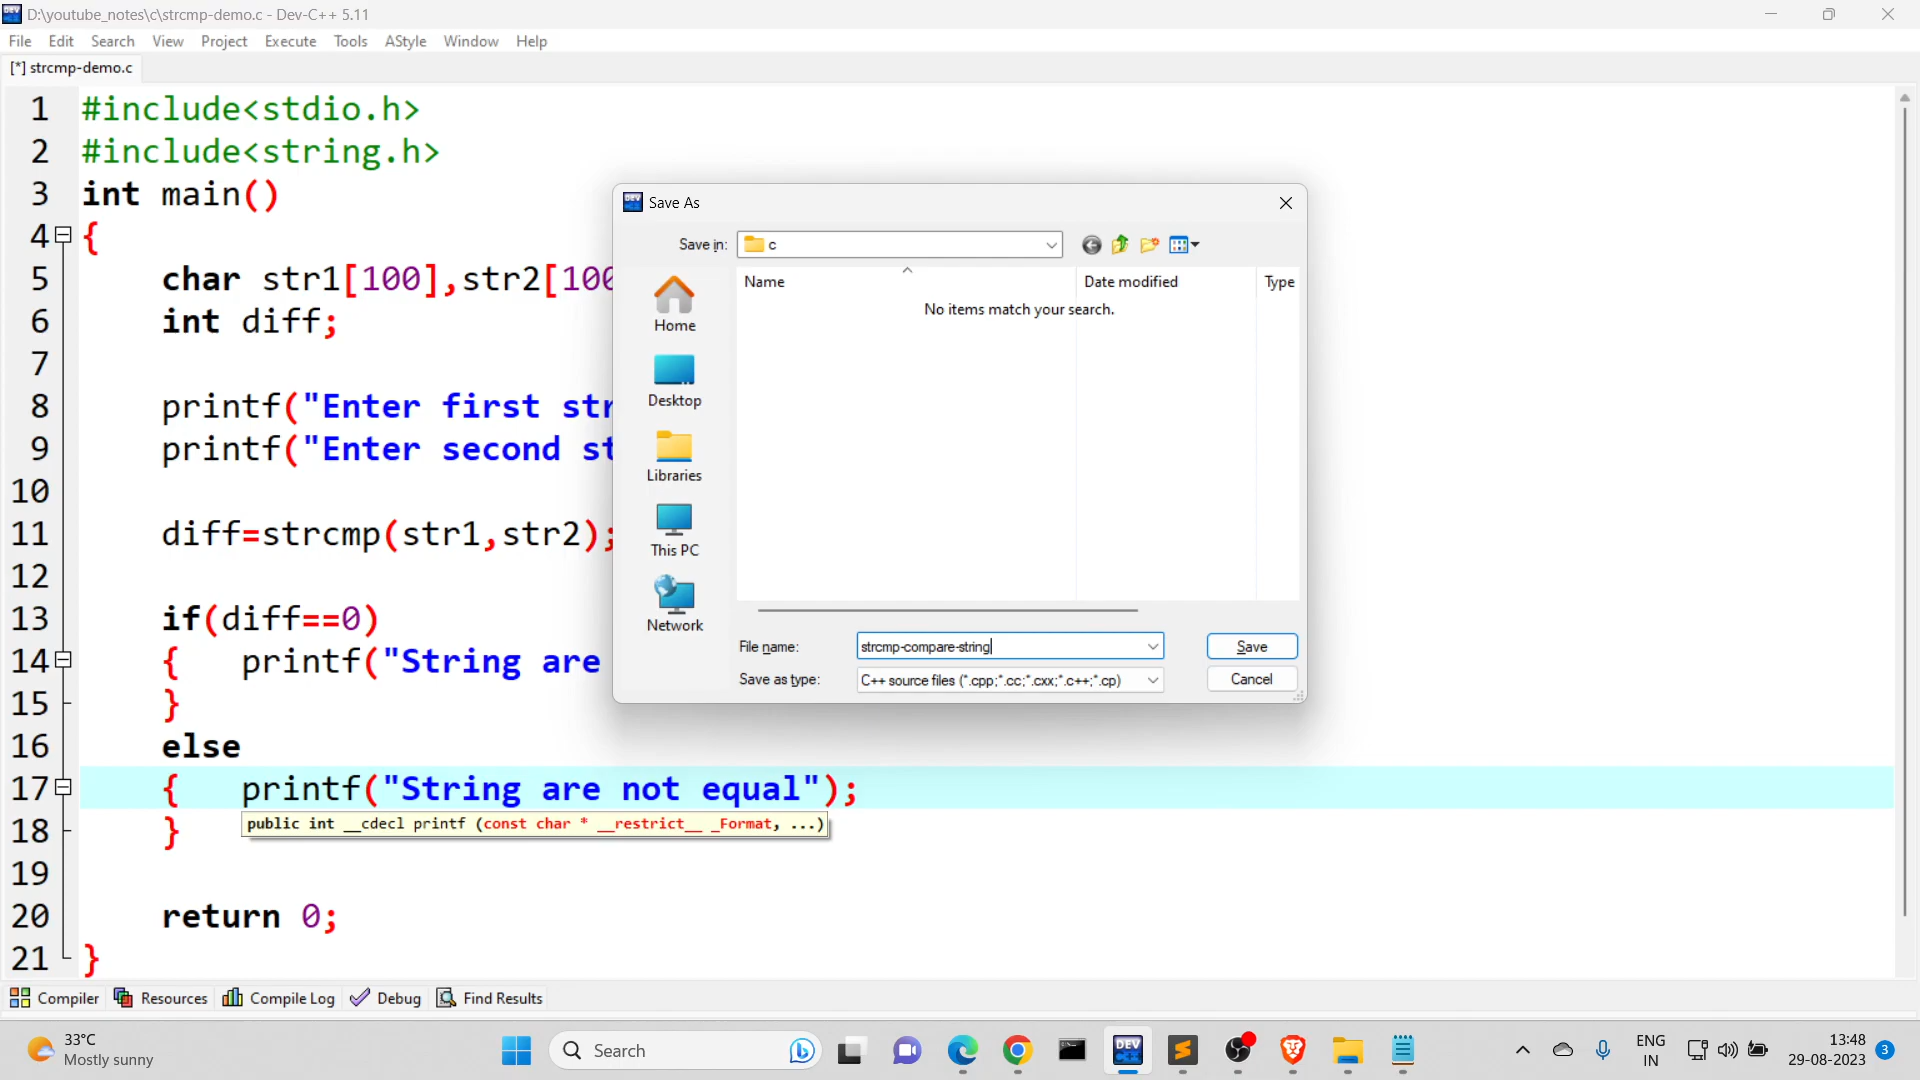 D:\youtube_notes\c\strcmp-demo.c - Dev-C++ 5.11
File Edit Search View Project Execute Tools AStyle Window Help
[*] strcmp-demo.c
1 #include<stdio.h>
2 #include<string.h>
3 int main()
4 {
5 char str1[100],str2[100
6 int diff;
7
8 printf("Enter first str
9 printf("Enter second st
10
11 diff=strcmp(str1,str2);
12
13 if(diff==0)
14 { printf("String are
15 }
16 else
17 { printf("String are not equal");
public int __cdecl printf (const char * __restrict__ _Format, ...)
18 }
19
20 return 0;
21 }
DEV
Save As
Save in: c
Home
Desktop
Libraries
This PC
Network
Name Date modified Type
No items match your search.
File name: strcmp-compare-string Save
Save as type: C++ source files (*.cpp;*.cc;*.cxx;*.c++;*.cp) Cancel
Compiler Resources Compile Log Debug Find Results
33°C
Mostly sunny
Search
DEV
ENG
IN
13:48
29-08-2023
3